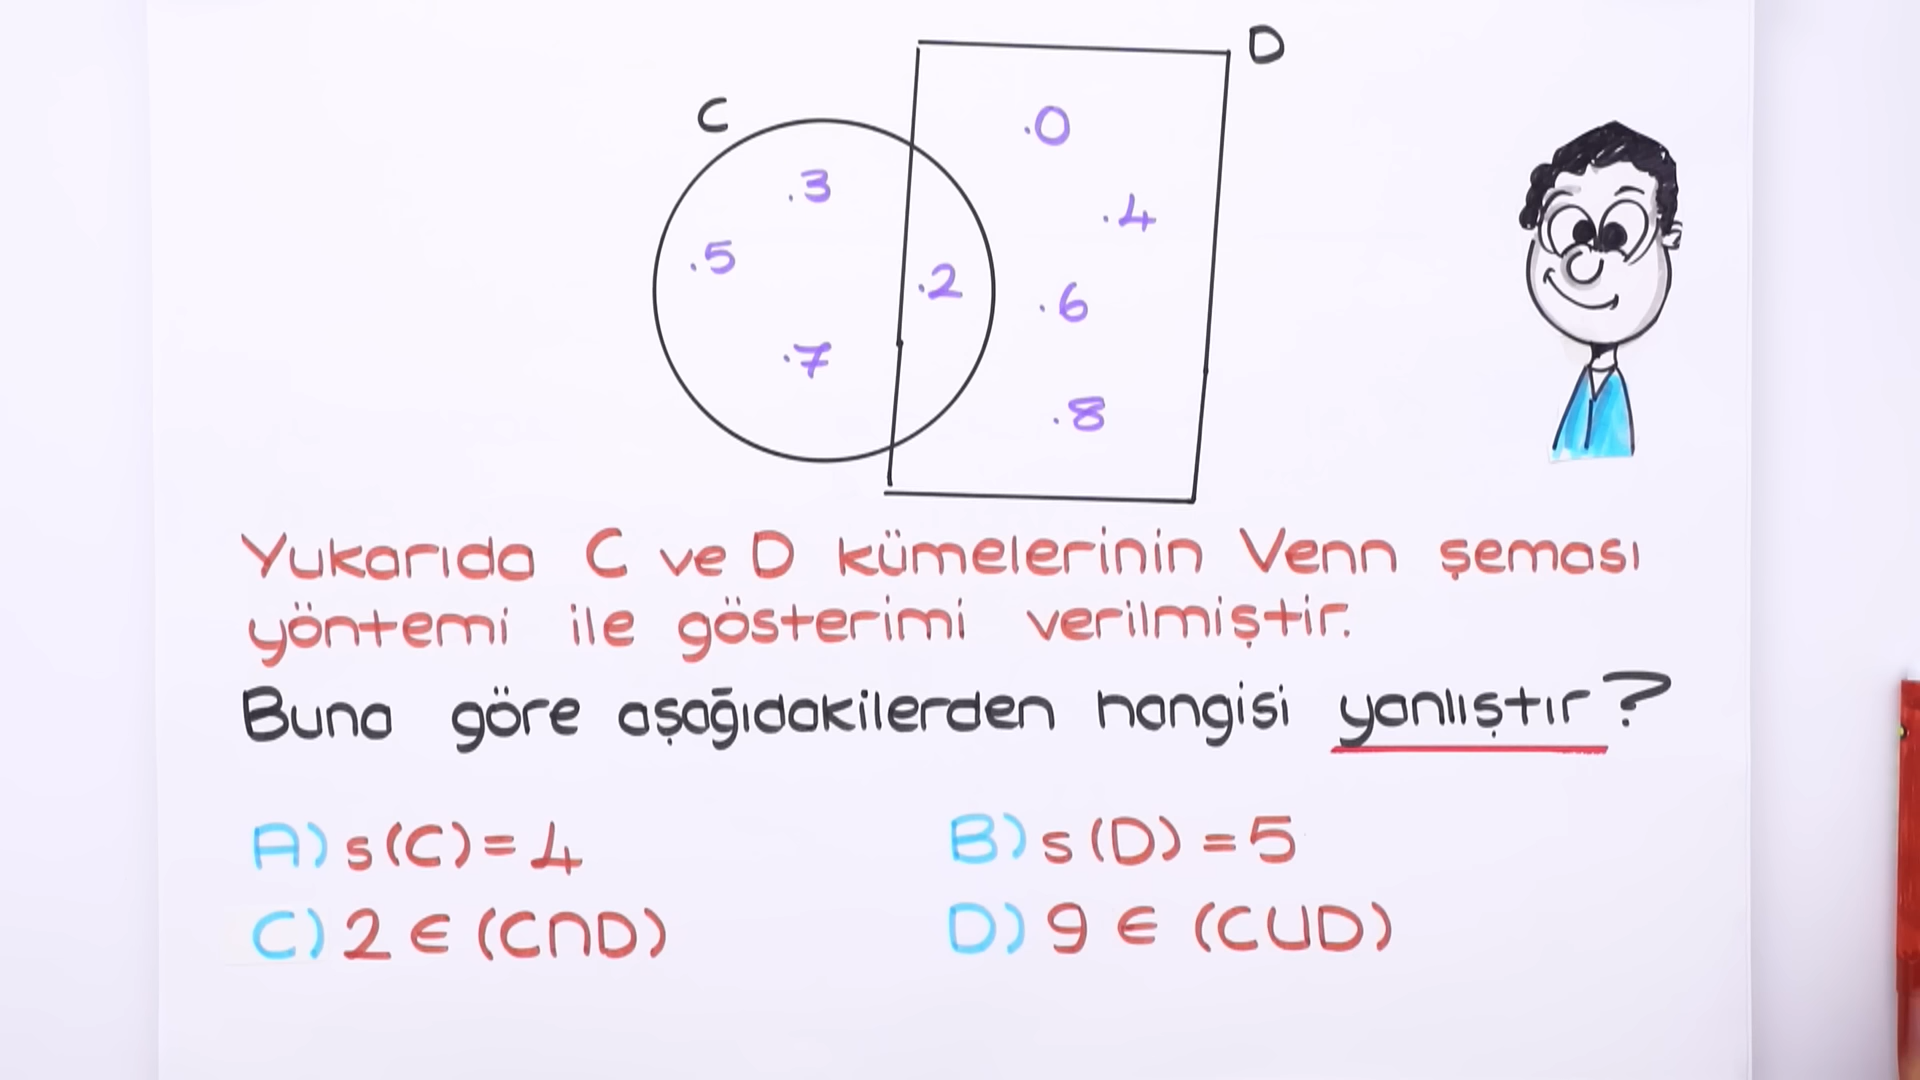 D
C
.0
.3
.4
.5
.2
.6
.7
.8
Yukarıda C ve D kümelerinin Venn şeması
yöntemi ile gösterimi verilmiştir.
Buna göre aşağıdakilerden hangisi yanlıştır?
A) s(C)=4
B) s(D)=5
C) 2 ∈ (C∩D)
D) 9 ∈ (C∪D)